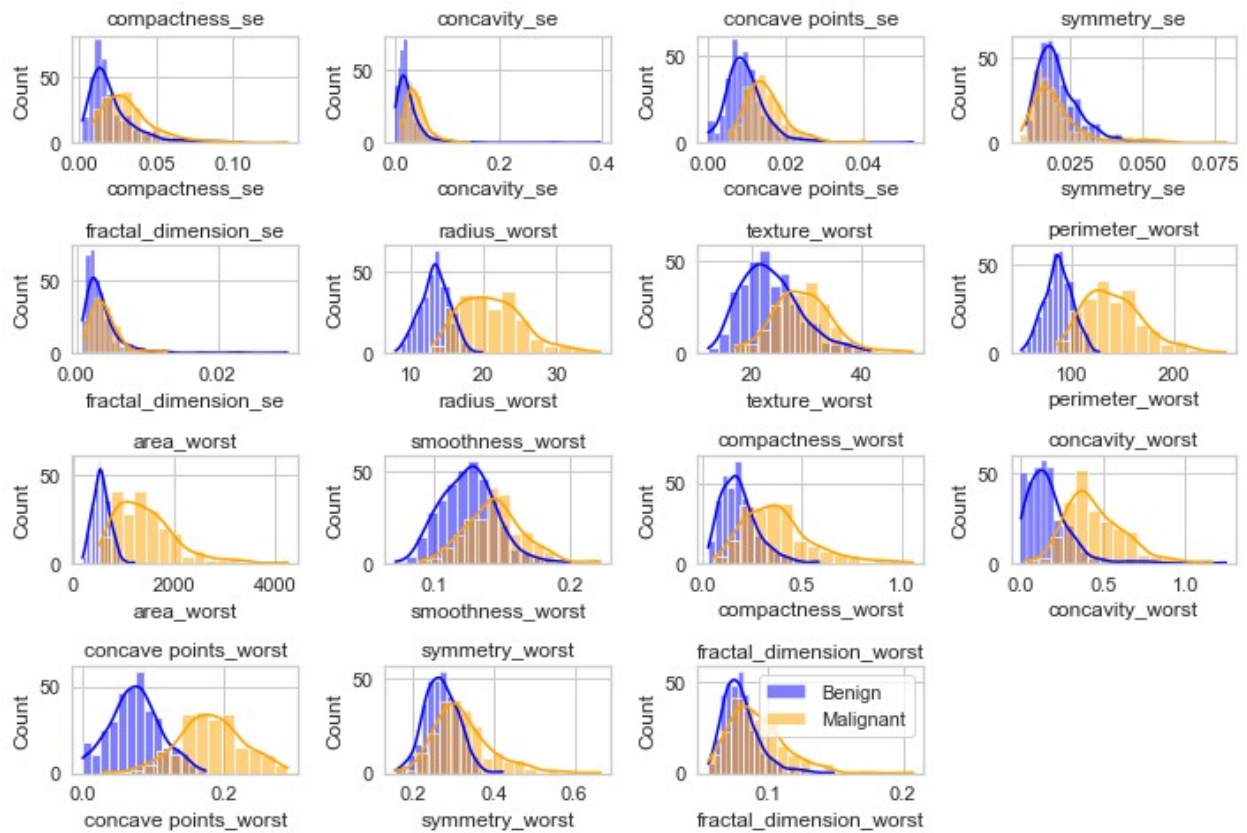 compactness_se
concavity_se
concave points_se
symmetry_se
Count
50
0
0.00
0.05
0.10
compactness_se
Count
50
0
0.0
0.2
0.4
concavity_se
Count
50
0
0.00
0.02
0.04
concave points_se
Count
50
0
0.025
0.050
0.075
symmetry_se
fractal_dimension_se
radius_worst
texture_worst
perimeter_worst
Count
50
0
0.00
0.02
fractal_dimension_se
Count
50
0
10
20
30
radius_worst
Count
50
0
20
40
texture_worst
Count
50
0
100
200
perimeter_worst
area_worst
smoothness_worst
compactness_worst
concavity_worst
Count
50
0
0
2000
4000
area_worst
Count
50
0
0.1
0.2
smoothness_worst
Count
50
0
0.0
0.5
1.0
compactness_worst
Count
50
0
0.0
0.5
1.0
concavity_worst
concave points_worst
symmetry_worst
fractal_dimension_worst
Count
50
0
0.0
0.2
concave points_worst
Count
50
0
0.2
0.4
0.6
symmetry_worst
Count
50
0
Benign
Malignant
0.1
0.2
fractal_dimension_worst